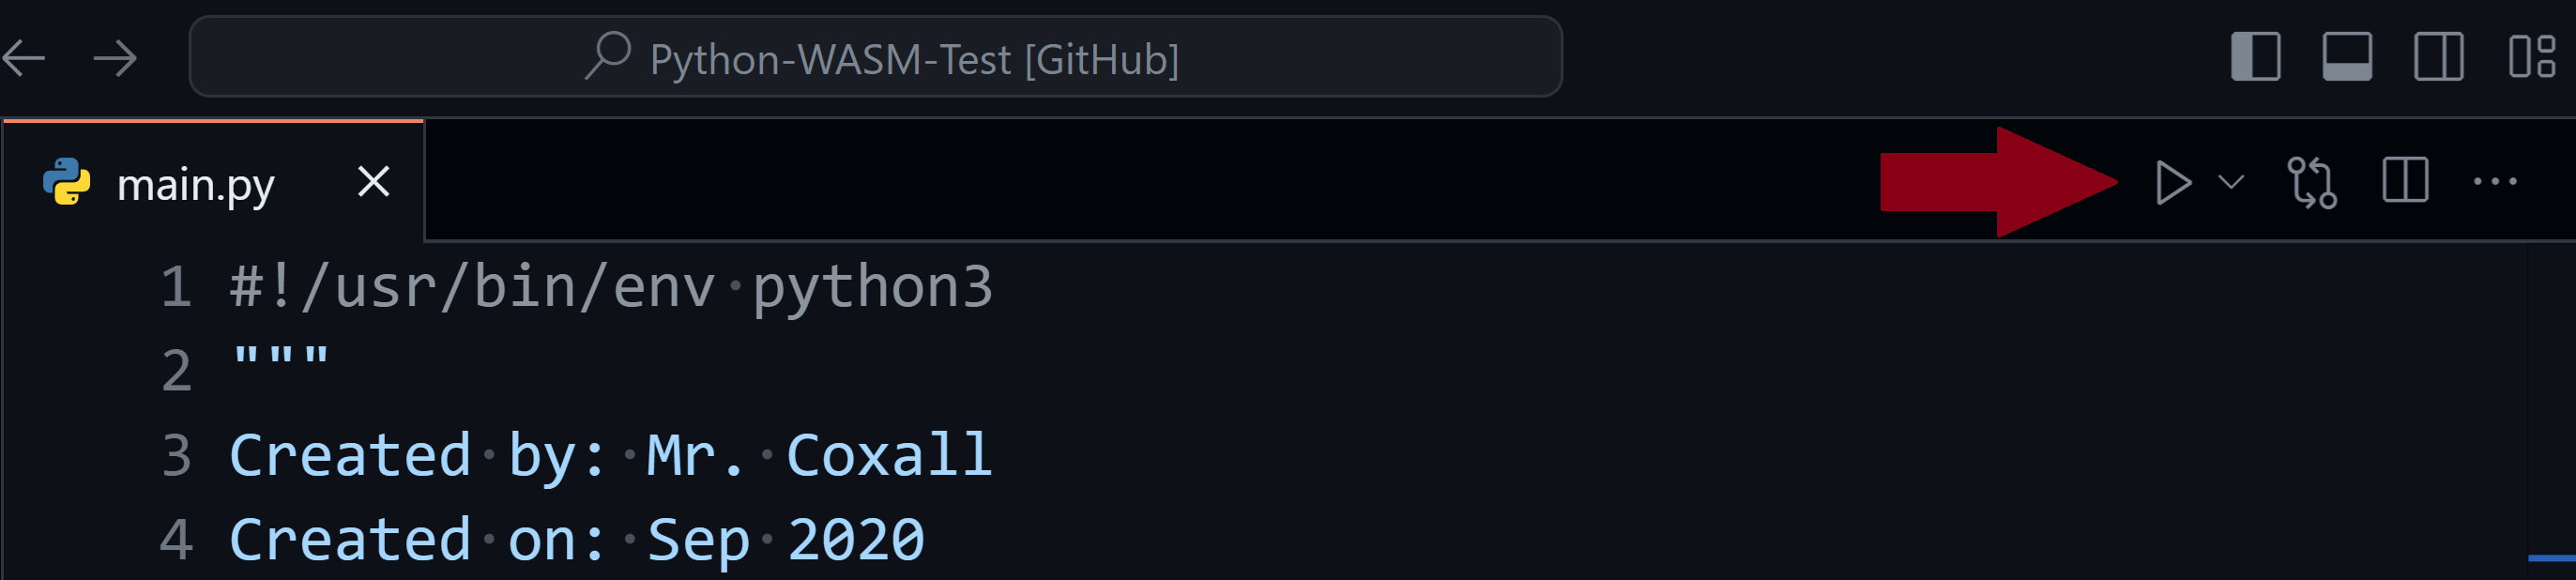 Python-WASM-Test [GitHub]
main.py
1 #!/usr/bin/env python3
2 """
3 Created by: Mr. Coxall
4 Created on: Sep 2020